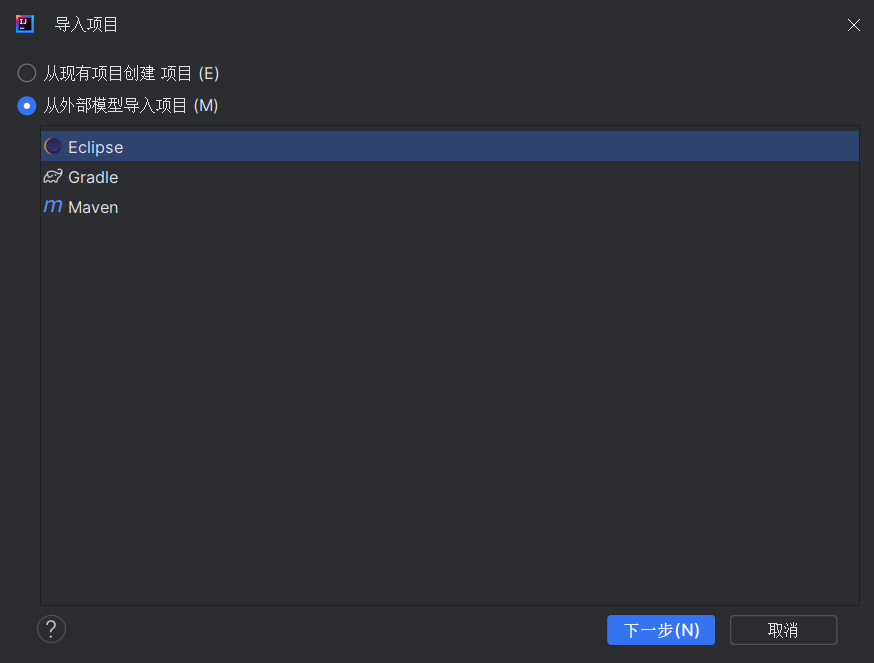 导入项目
从现有项目创建 项目 (E)
从外部模型导入项目 (M)
Eclipse
Gradle
Maven
下一步(N)
取消